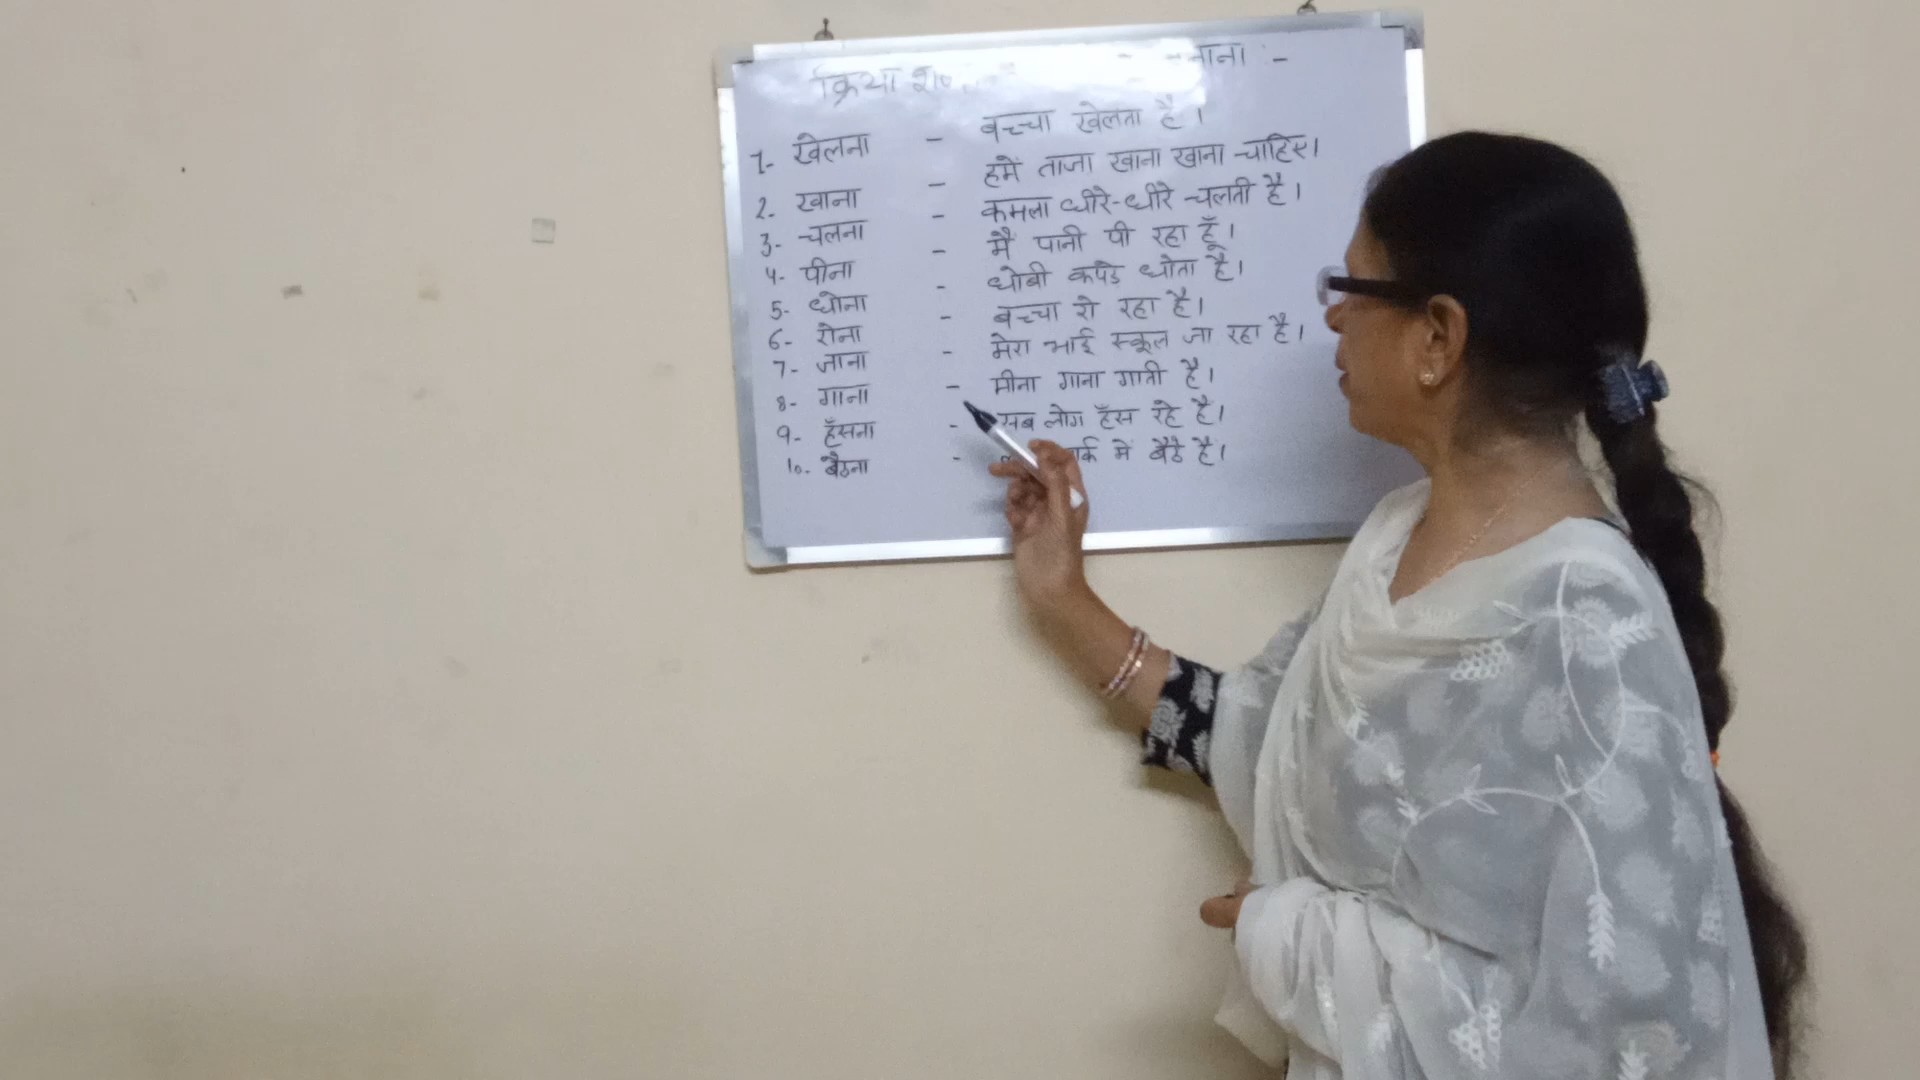 क्रिया
1- खेलना - बच्चा खेलता है।
2- खाना - हमें ताजा खाना खाना चाहिए।
3- चलना - कमला धीरे-धीरे चलती है।
4- पीना - मैं पानी पी रहा हूँ।
5- धोना - धोबी कपडे धोता है।
6- रोना - बच्चा रो रहा है।
7- जाना - मेरा भाई स्कूल जा रहा है।
8- गाना - मीना गाना गाती है।
9- हँसना - सब लोग हँस रहे है।
10- बैठना - में बैठे है।